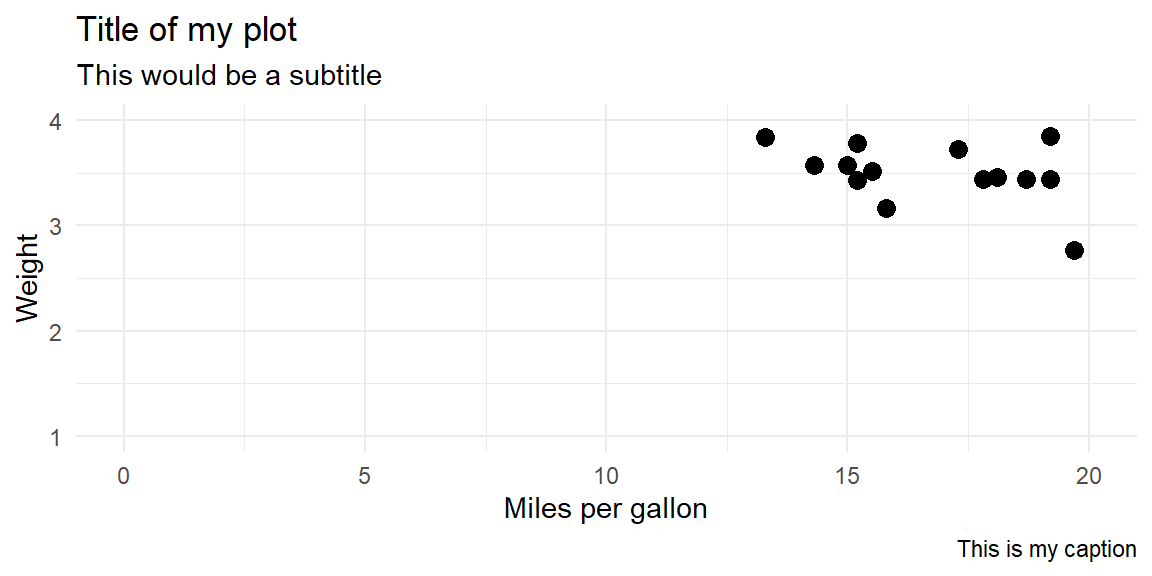 Title of my plot
This would be a subtitle
4
3
2
1
Weight
0 5 10 15 20
Miles per gallon
This is my caption